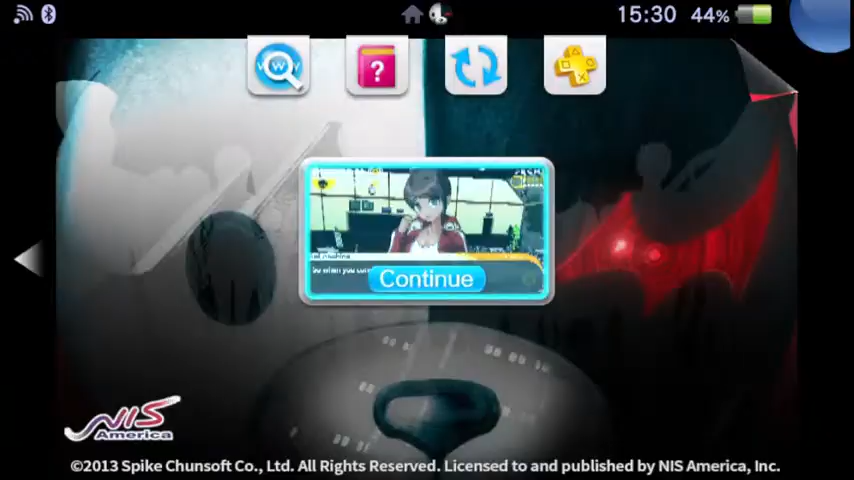 15:30 44%
www
?
Continue
NIS
America
©2013 Spike Chunsoft Co., Ltd. All Rights Reserved. Licensed to and published by NIS America, Inc.